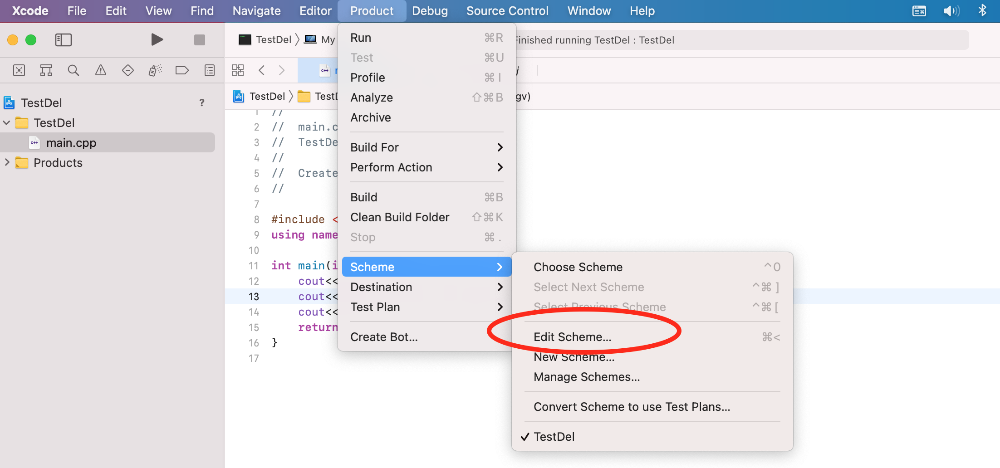 Xcode File Edit View Find Navigate Editor Product Debug Source Control Window Help
TestDel My
Finished running TestDel : TestDel
TestDel TestD gv)
TestDel ?
TestDel
main.cpp
Products
1 //
2 // main.c
3 // TestDe
4 //
5 // Create
6 //
7
8 #include <
9 using name
10
11 int main(i
12 cout<<
13 cout<<
14 cout<<
15 return
16 }
17
Run ⌘R
Test ⌘U
Profile ⌘I
Analyze ⇧⌘B
Archive
Build For
Perform Action
Build ⌘B
Clean Build Folder ⇧⌘K
Stop ⌘.
Scheme
Destination
Test Plan
Create Bot...
Choose Scheme ^0
Select Next Scheme ^⌘]
Select Previous Scheme ^⌘[
Edit Scheme... ⌘<
New Scheme...
Manage Schemes...
Convert Scheme to use Test Plans...
✓ TestDel